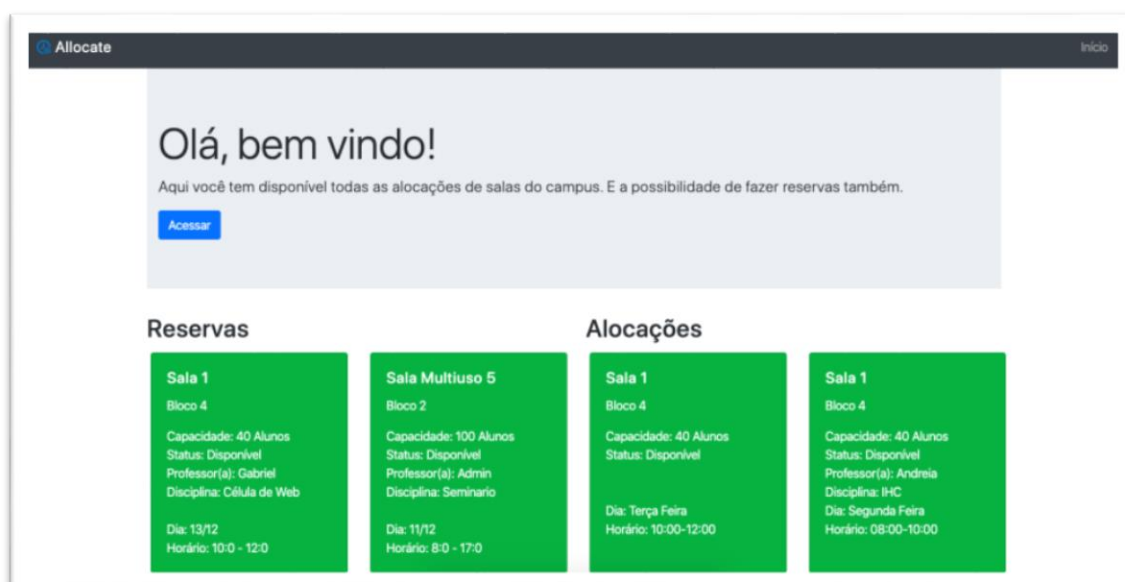 Allocate
Início
Olá, bem vindo!
Aqui você tem disponível todas as alocações de salas do campus. E a possibilidade de fazer reservas também.
Acessar
Reservas
Sala 1
Bloco 4
Capacidade: 40 Alunos
Status: Disponível
Professor(a): Gabriel
Disciplina: Célula de Web
Dia: 13/12
Horário: 10:0 - 12:0
Sala Multiuso 5
Bloco 2
Capacidade: 100 Alunos
Status: Disponível
Professor(a): Admin
Disciplina: Seminario
Dia: 11/12
Horário: 8:0 - 17:0
Alocações
Sala 1
Bloco 4
Capacidade: 40 Alunos
Status: Disponível
Dia: Terça Feira
Horário: 10:00-12:00
Sala 1
Bloco 4
Capacidade: 40 Alunos
Status: Disponível
Professor(a): Andreia
Disciplina: IHC
Dia: Segunda Feira
Horário: 08:00-10:00